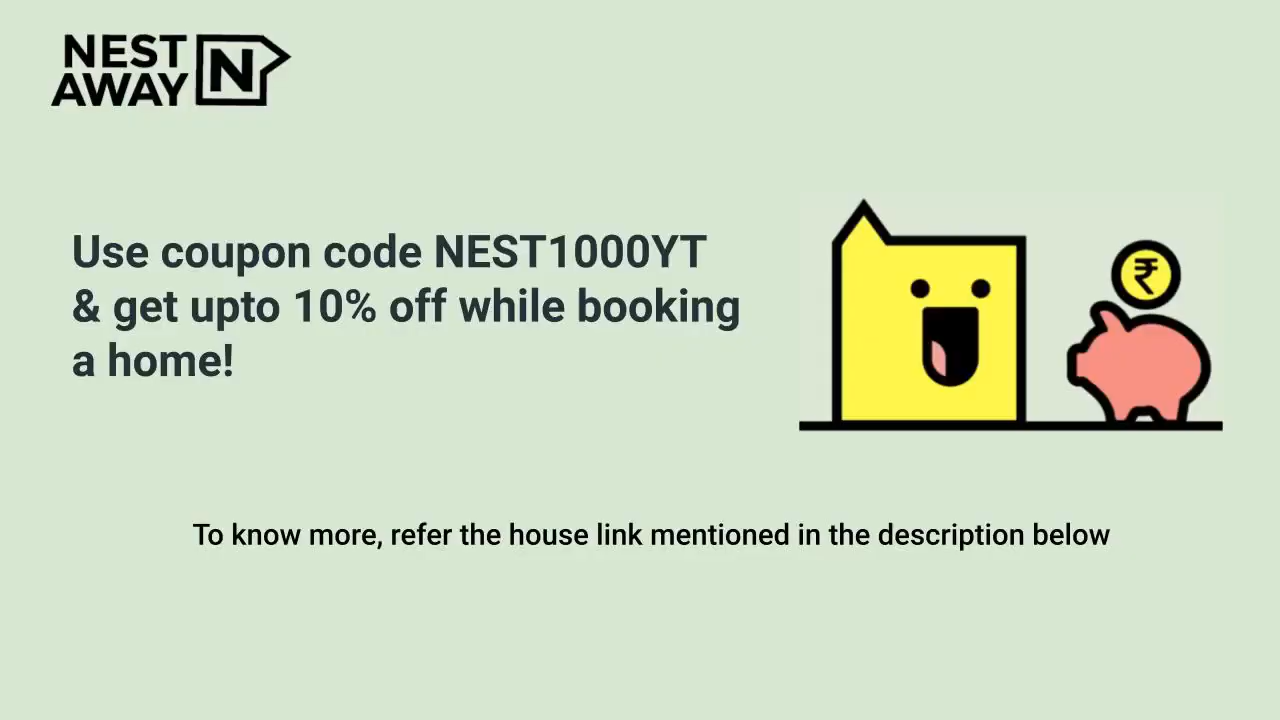 NEST
AWAY N
Use coupon code NEST1000YT
& get upto 10% off while booking
a home!
₹
To know more, refer the house link mentioned in the description below